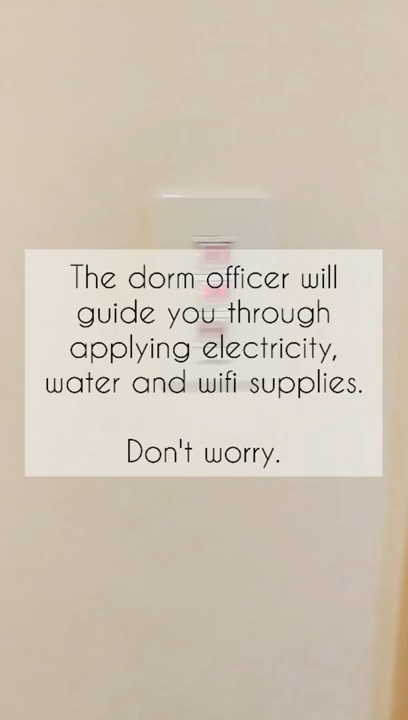 The dorm officer will
guide you through
applying electricity,
water and wifi supplies.
Don't worry.